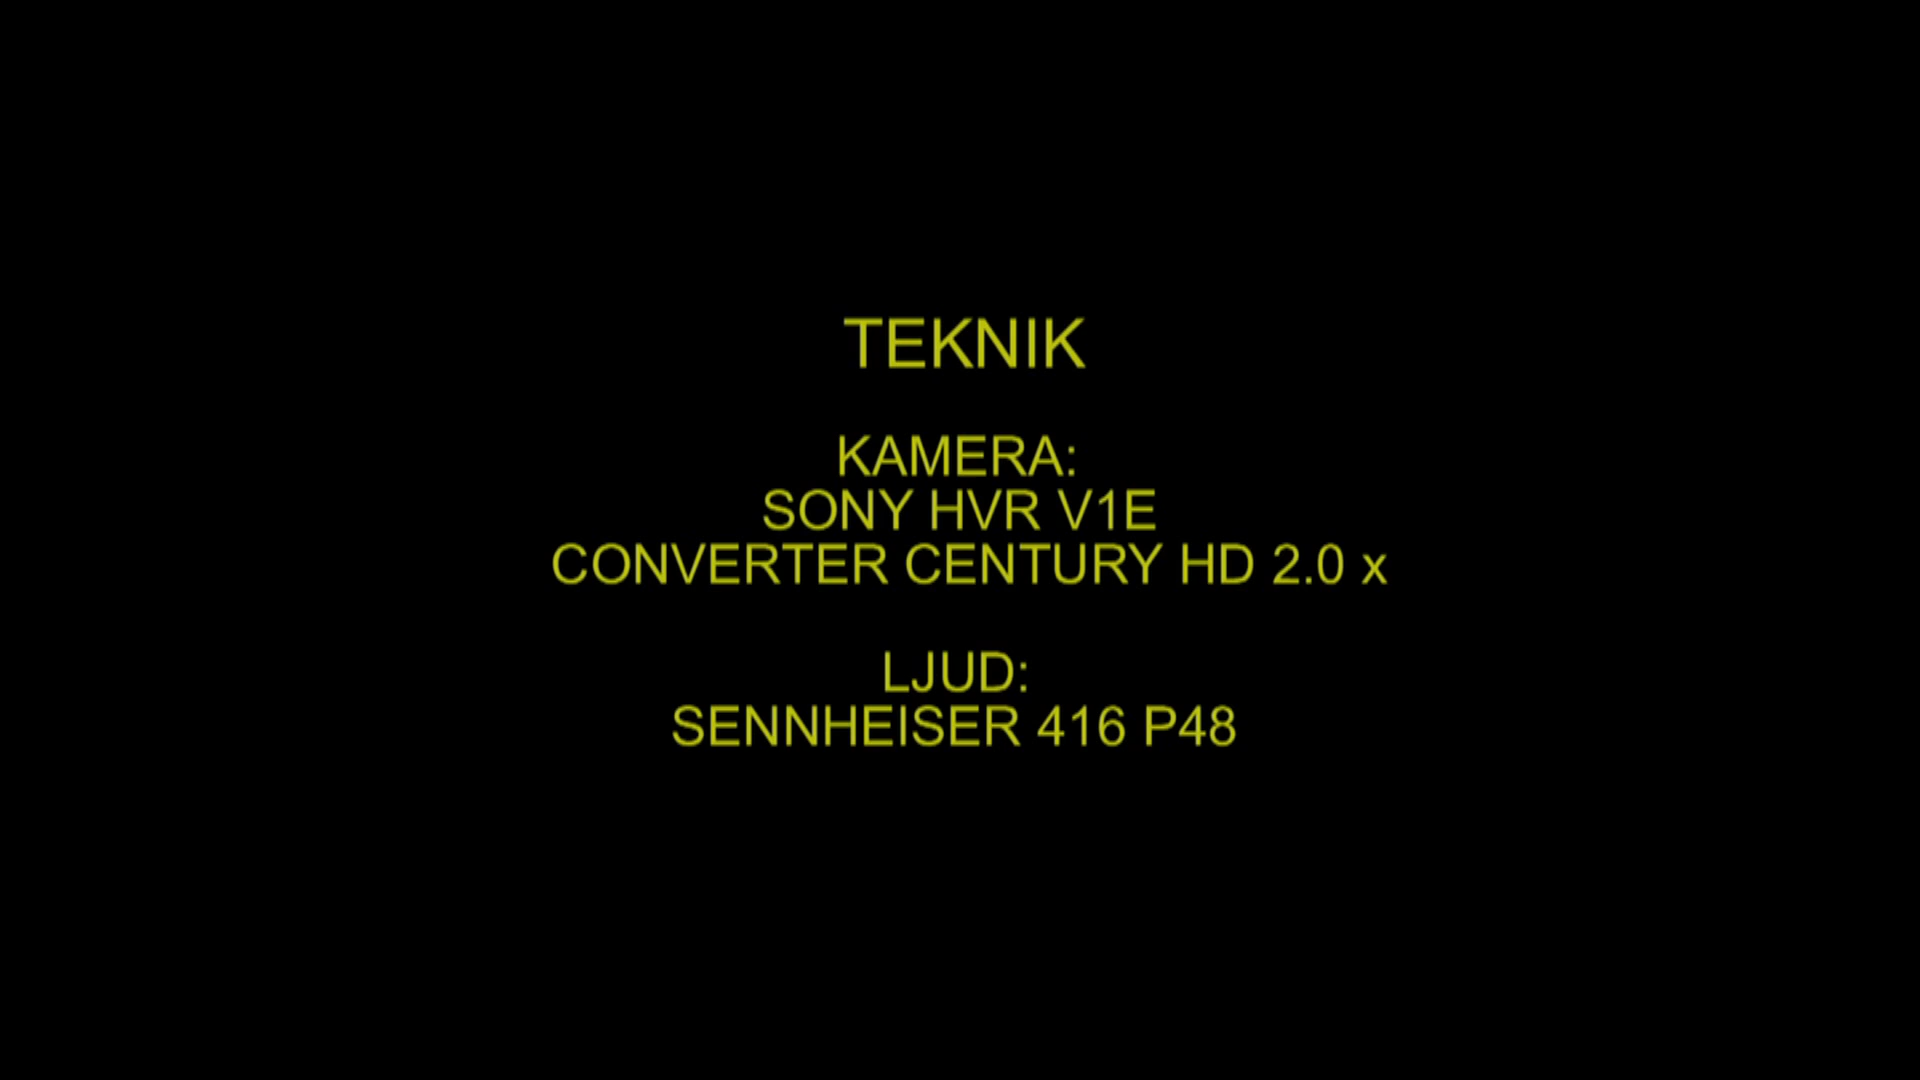 TEKNIK
KAMERA:
SONY HVR V1E
CONVERTER CENTURY HD 2.0 x
LJUD:
SENNHEISER 416 P48